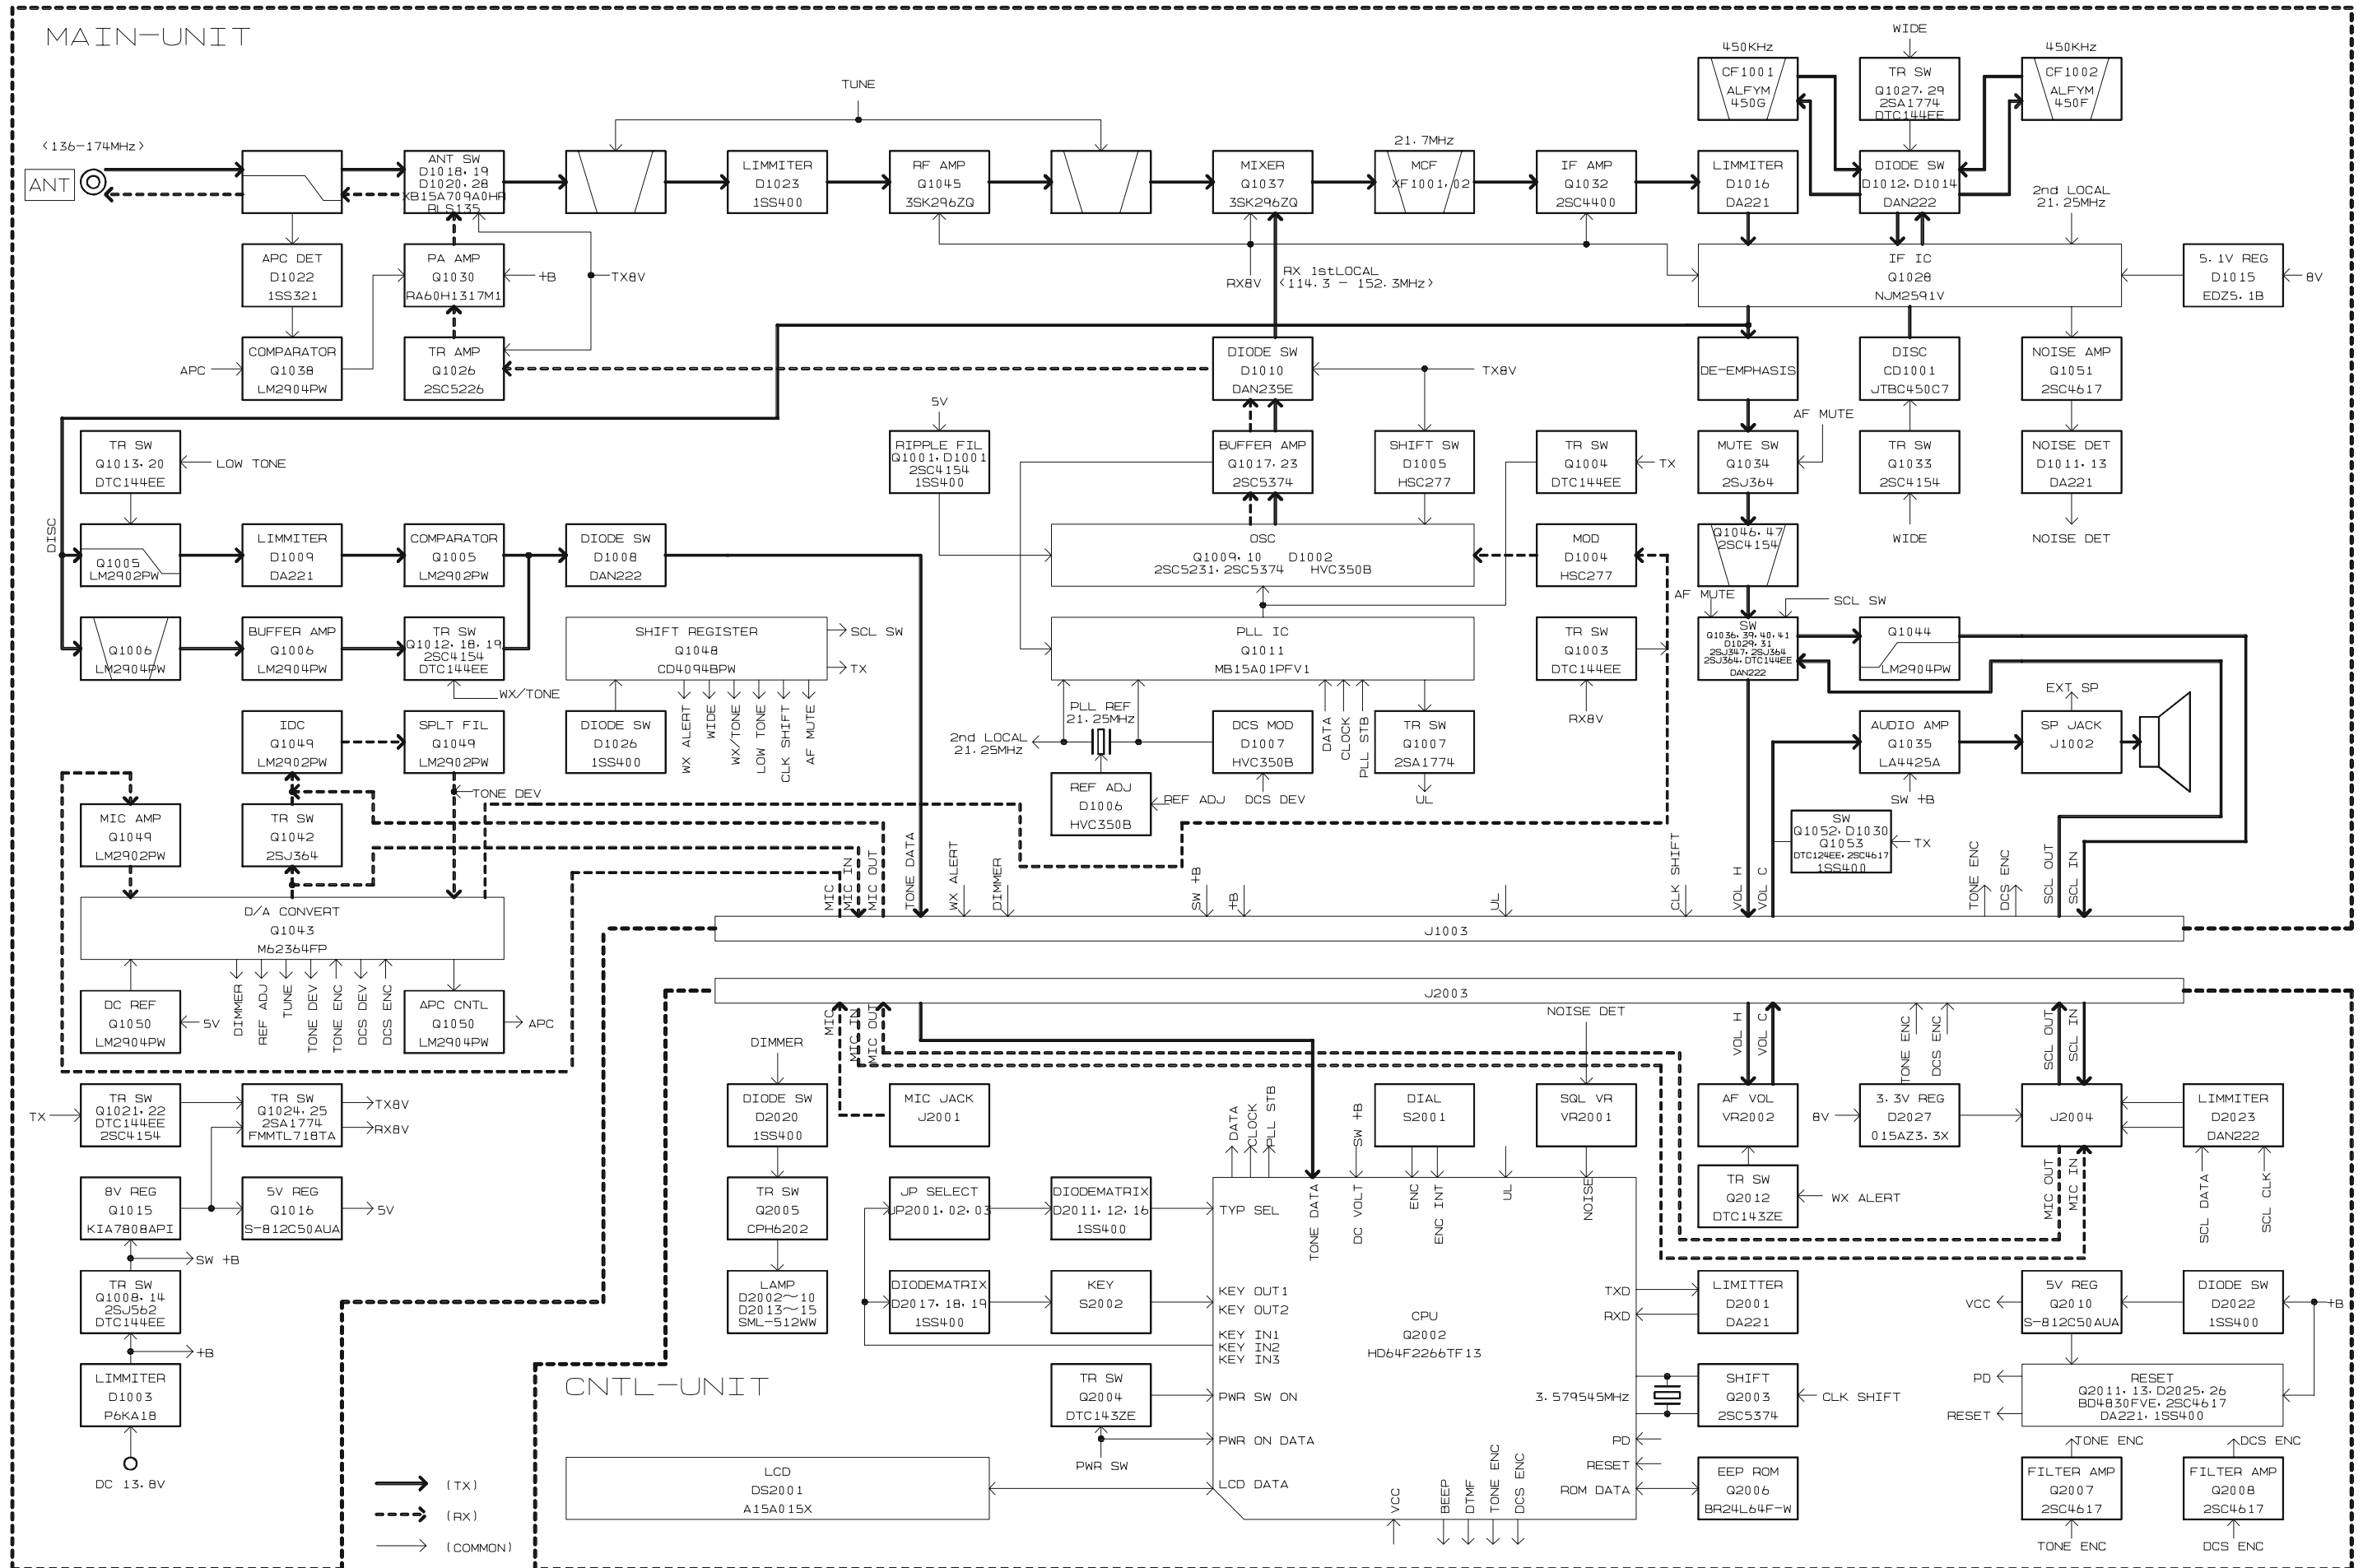 MAIN-UNIT
<136-174MHz>
ANT
ANT SW
D1018,19
D1020,28
XB15A709A0HR
RLS135
TUNE
LIMMITER
D1023
1SS400
RF AMP
Q1045
3SK296ZQ
MIXER
Q1037
3SK296ZQ
21.7MHz
MCF
XF1001,02
IF AMP
Q1032
2SC4400
LIMMITER
D1016
DA221
450KHz
CF1001
ALFYM
450G
WIDE
TR SW
Q1027,29
2SA1774
DTC144EE
450KHz
CF1002
ALFYM
450F
DIODE SW
D1012,D1014
DAN222
2nd LOCAL
21.25MHz
APC DET
D1022
1SS321
PA AMP
Q1030
RA60H1317M1
+B
TX8V
RX8V
RX 1stLOCAL
<114.3 - 152.3MHz>
IF IC
Q1028
NJM2591V
5.1V REG
D1015
EDZ5.1B
8V
APC
COMPARATOR
Q1038
LM2904PW
TR AMP
Q1026
2SC5226
DIODE SW
D1010
DAN235E
TX8V
DE-EMPHASIS
DISC
CD1001
JTBC450C7
NOISE AMP
Q1051
2SC4617
TR SW
Q1013,20
DTC144EE
LOW TONE
5V
RIPPLE FIL
Q1001,D1001
2SC4154
1SS400
BUFFER AMP
Q1017,23
2SC5374
SHIFT SW
D1005
HSC277
TR SW
Q1004
DTC144EE
TX
AF MUTE
MUTE SW
Q1034
2SJ364
TR SW
Q1033
2SC4154
WIDE
NOISE DET
D1011,13
DA221
NOISE DET
DISC
Q1005
LM2902PW
LIMMITER
D1009
DA221
COMPARATOR
Q1005
LM2902PW
DIODE SW
D1008
DAN222
OSC
Q1009,10 D1002
2SC5231,2SC5374 HVC350B
MOD
D1004
HSC277
Q1046,47
2SC4154
AF MUTE
SCL SW
Q1006
LM2904PW
BUFFER AMP
Q1006
LM2904PW
TR SW
Q1012,18,19
2SC4154
DTC144EE
WX/TONE
SHIFT REGISTER
Q1048
CD4094BPW
SCL SW
TX
PLL IC
Q1011
MB15A01PFV1
TR SW
Q1003
DTC144EE
RX8V
SW
Q1036,39,40,41
D1029,31
2SJ347,2SJ364
2SJ364,DTC144EE
DAN222
Q1044
LM2904PW
IDC
Q1049
LM2902PW
SPLT FIL
Q1049
LM2902PW
TONE DEV
DIODE SW
D1026
1SS400
WX ALERT
WIDE
WX/TONE
LOW TONE
CLK SHIFT
AF MUTE
2nd LOCAL
21.25MHz
PLL REF
21.25MHz
DCS MOD
D1007
HVC350B
DCS DEV
DATA
CLOCK
PLL STB
TR SW
Q1007
2SA1774
UL
REF ADJ
D1006
HVC350B
REF ADJ
EXT SP
AUDIO AMP
Q1035
LA4425A
SW +B
SP JACK
J1002
MIC AMP
Q1049
LM2902PW
TR SW
Q1042
2SJ364
SW
Q1052,D1030
Q1053
DTC124EE,2SC4617
1SS400
TX
MIC
MIC IN
MIC OUT
TONE DATA
WX ALERT
DIMMER
SW +B
+B
UL
CLK SHIFT
VOL H
VOL C
TONE ENC
DCS ENC
SCL OUT
SCL IN
D/A CONVERT
Q1043
M62364FP
J1003
DC REF
Q1050
LM2904PW
5V
DIMMER
REF ADJ
TUNE
TONE DEV
TONE ENC
DCS DEV
DCS ENC
APC CNTL
Q1050
LM2904PW
APC
J2003
MIC
MIC IN
MIC OUT
NOISE DET
VOL H
VOL C
TONE ENC
DCS ENC
SCL OUT
SCL IN
TX
TR SW
Q1021,22
DTC144EE
2SC4154
TR SW
Q1024,25
2SA1774
FMMTL718TA
TX8V
RX8V
DIMMER
DIODE SW
D2020
1SS400
MIC JACK
J2001
DATA
CLOCK
PLL STB
SW +B
DIAL
S2001
SQL VR
VR2001
AF VOL
VR2002
8V
3.3V REG
D2027
015AZ3.3X
J2004
LIMMITER
D2023
DAN222
8V REG
Q1015
KIA7808API
5V REG
Q1016
S-812C50AUA
5V
SW +B
TR SW
Q2005
CPH6202
JP SELECT
JP2001,02,03
DIODEMATRIX
D2011,12,16
1SS400
TYP SEL
TONE DATA
DC VOLT
ENC
ENC INT
UL
NOISE
TR SW
Q2012
DTC143ZE
WX ALERT
MIC OUT
MIC IN
SCL DATA
SCL CLK
TR SW
Q1008,14
2SJ562
DTC144EE
+B
LAMP
D2002~10
D2013~15
SML-512WW
DIODEMATRIX
D2017,18,19
1SS400
KEY
S2002
KEY OUT1
KEY OUT2
KEY IN1
KEY IN2
KEY IN3
CPU
Q2002
HD64F2266TF13
TXD
RXD
LIMITTER
D2001
DA221
VCC
5V REG
Q2010
S-812C50AUA
DIODE SW
D2022
1SS400
+B
LIMMITER
D1003
P6KA18
DC 13.8V
CNTL-UNIT
TR SW
Q2004
DTC143ZE
PWR SW ON
PWR ON DATA
PWR SW
3.579545MHz
SHIFT
Q2003
2SC5374
CLK SHIFT
PD
RESET
RESET
Q2011,13,D2025,26
BD4830FVE,2SC4617
DA221,1SS400
PD
RESET
ROM DATA
LCD
DS2001
A15A015X
LCD DATA
VCC
BEEP
DTMF
TONE ENC
DCS ENC
EEP ROM
Q2006
BR24L64F-W
TONE ENC
FILTER AMP
Q2007
2SC4617
TONE ENC
DCS ENC
FILTER AMP
Q2008
2SC4617
DCS ENC
(TX)
(RX)
(COMMON)